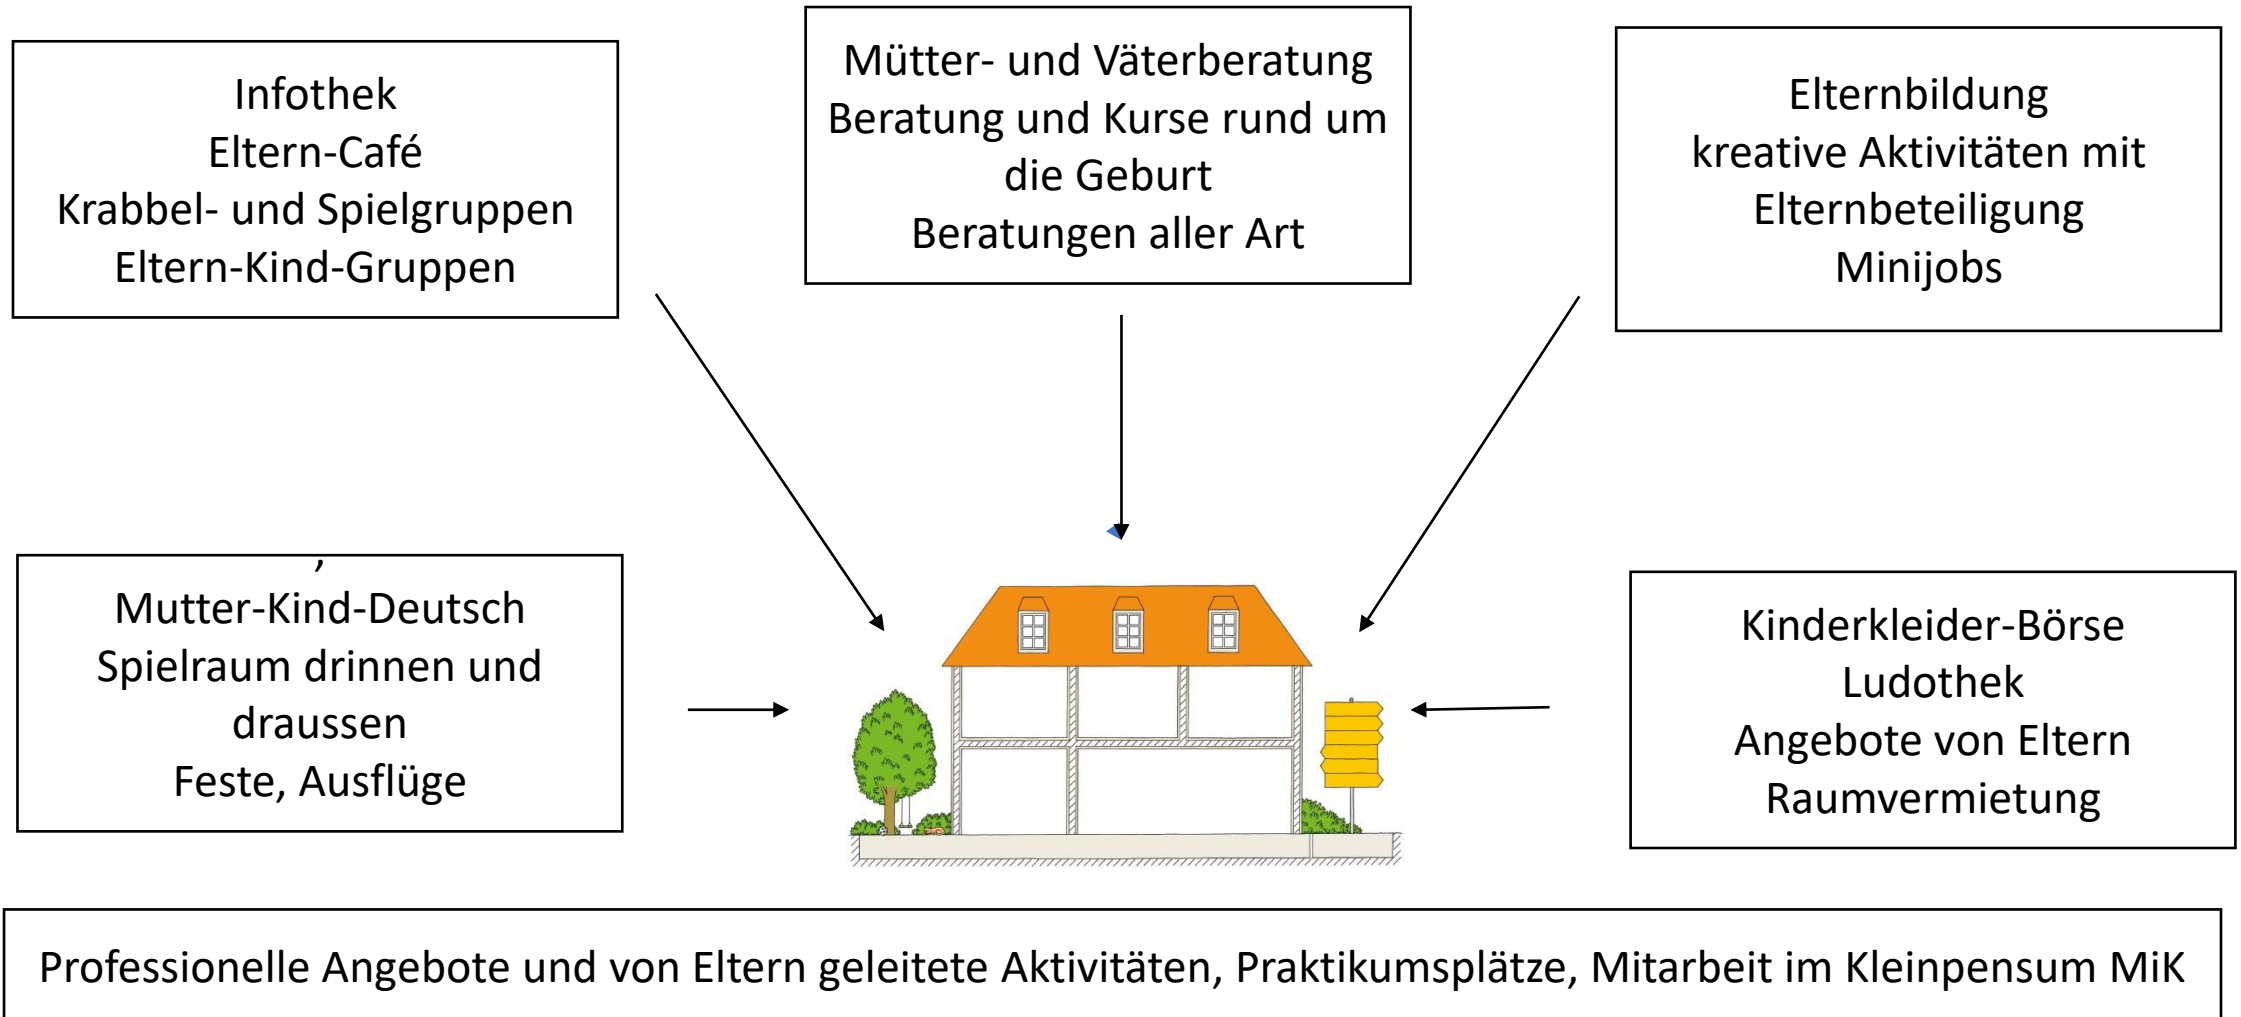 Infothek
Eltern-Café
Krabbel- und Spielgruppen
Eltern-Kind-Gruppen
Mütter- und Väterberatung
Beratung und Kurse rund um
die Geburt
Beratungen aller Art
Elternbildung
kreative Aktivitäten mit
Elternbeteiligung
Minijobs
,
Mutter-Kind-Deutsch
Spielraum drinnen und
draussen
Feste, Ausflüge
Kinderkleider-Börse
Ludothek
Angebote von Eltern
Raumvermietung
Professionelle Angebote und von Eltern geleitete Aktivitäten, Praktikumsplätze, Mitarbeit im Kleinpensum MiK